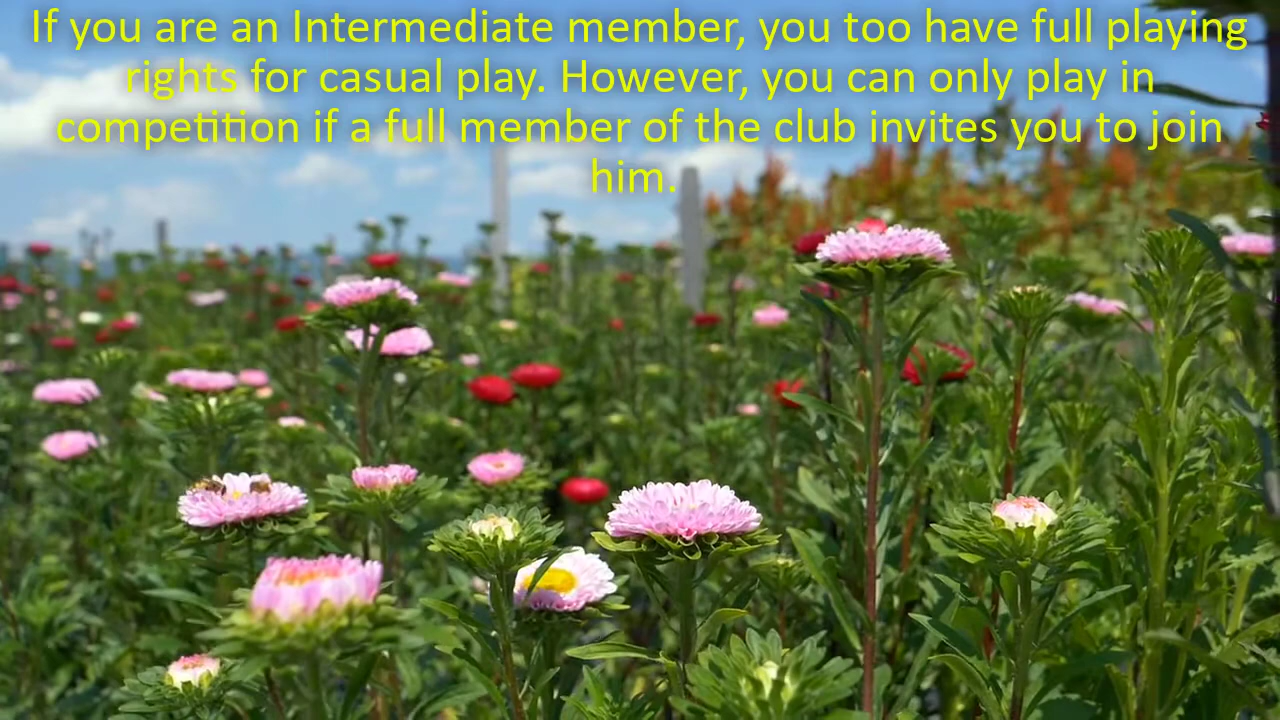 If you are an Intermediate member, you too have full playing
rights for casual play. However, you can only play in
competition if a full member of the club invites you to join
him.